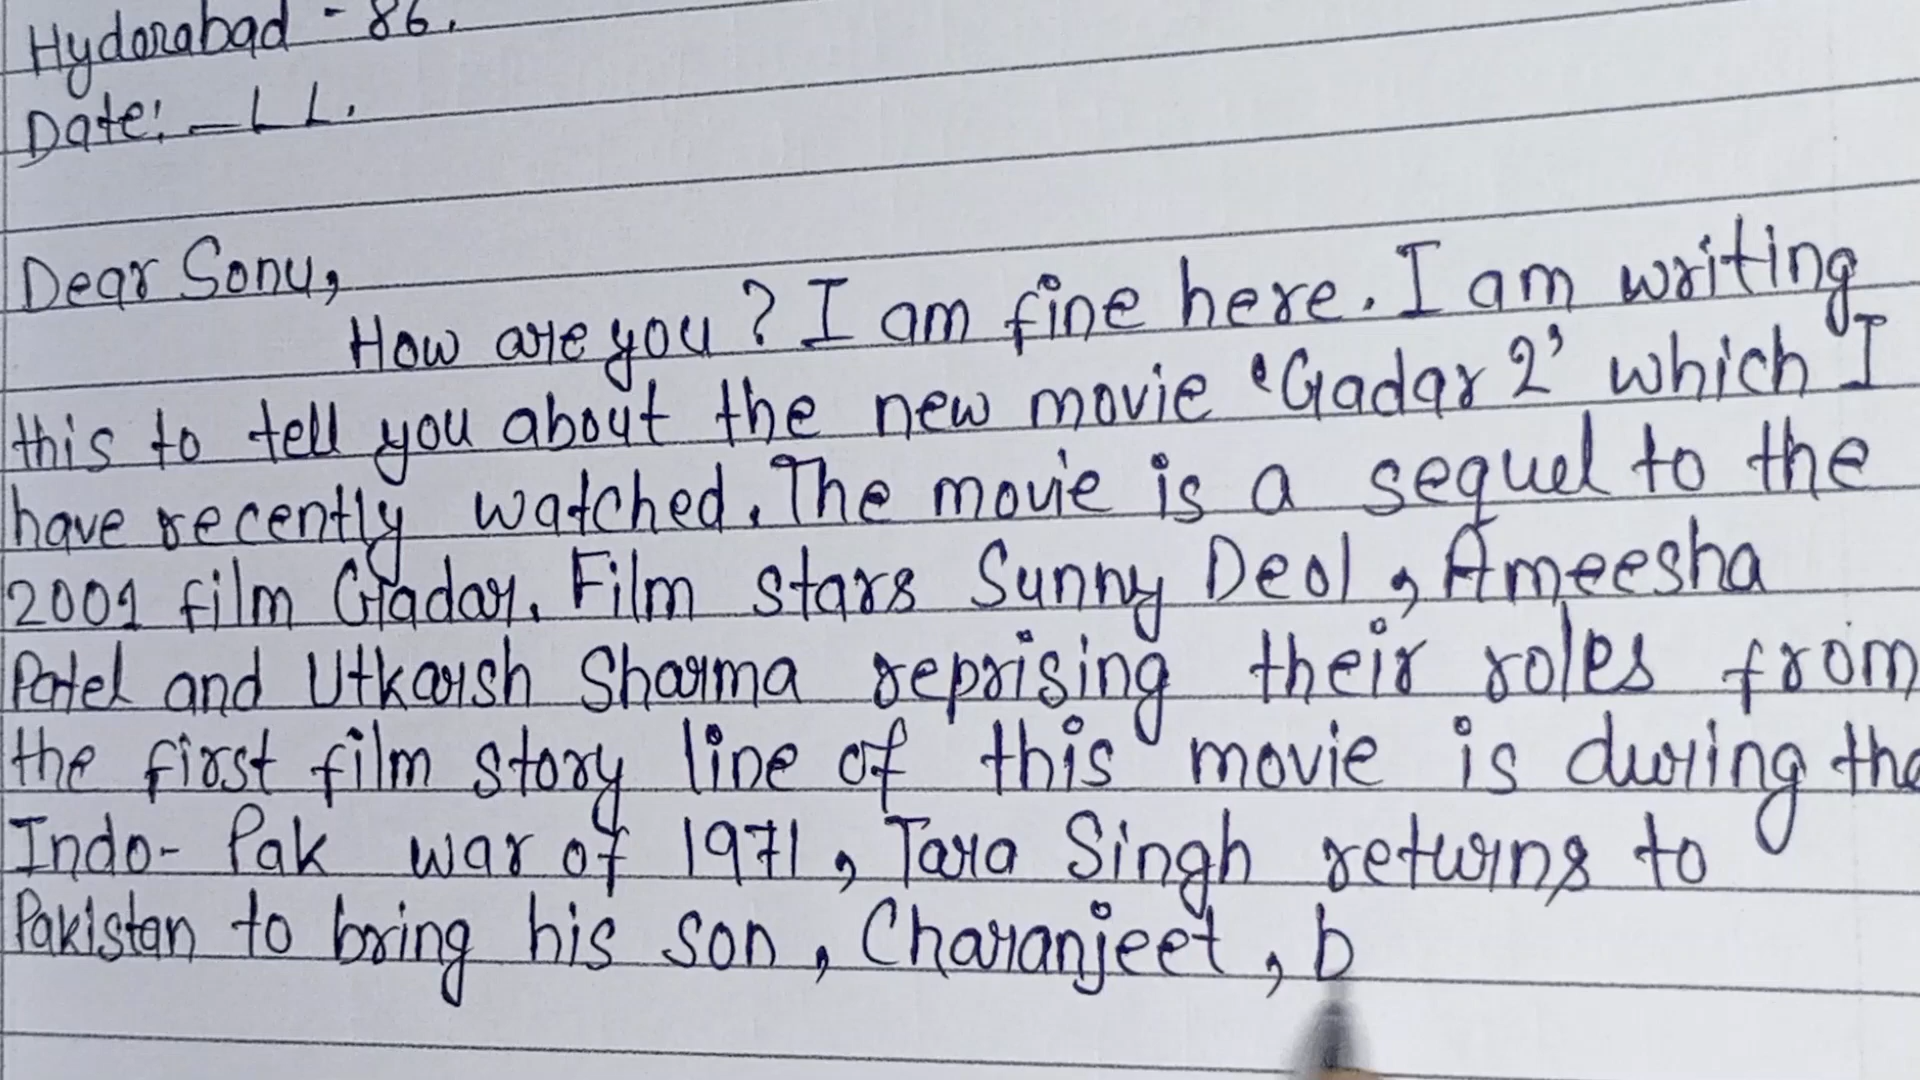 Hyderabad - 86.
Date: _ L L.
Dear Sonu,
How are you? I am fine here. I am writing
this to tell you about the new movie 'Gadar 2' which I
have recently watched. The movie is a sequel to the
2001 film Gadar. Film stars Sunny Deol, Ameesha
Patel and Utkarsh Sharma reprising their roles from
the first film story line of this movie is during the
Indo-Pak war of 1971, Tara Singh returns to
Pakistan to bring his son, Charanjeet, b